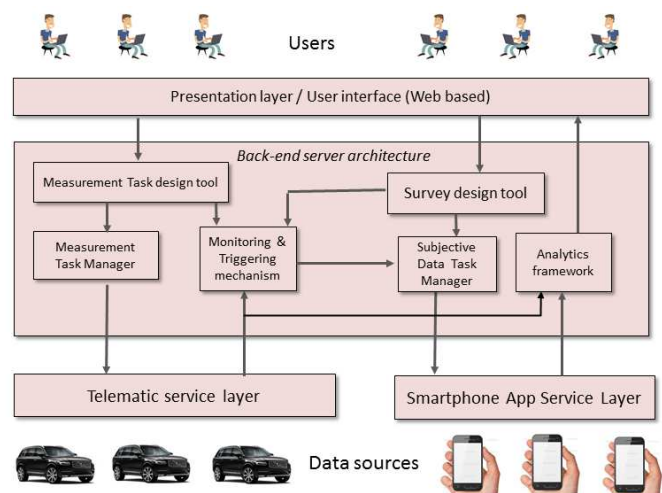 Users
Presentation layer / User interface (Web based)
Back-end server architecture
Measurement Task design tool
Survey design tool
Measurement
Task Manager
Monitoring &
Triggering
mechanism
Subjective
Data Task
Manager
Analytics
framework
Telematic service layer
Smartphone App Service Layer
Data sources